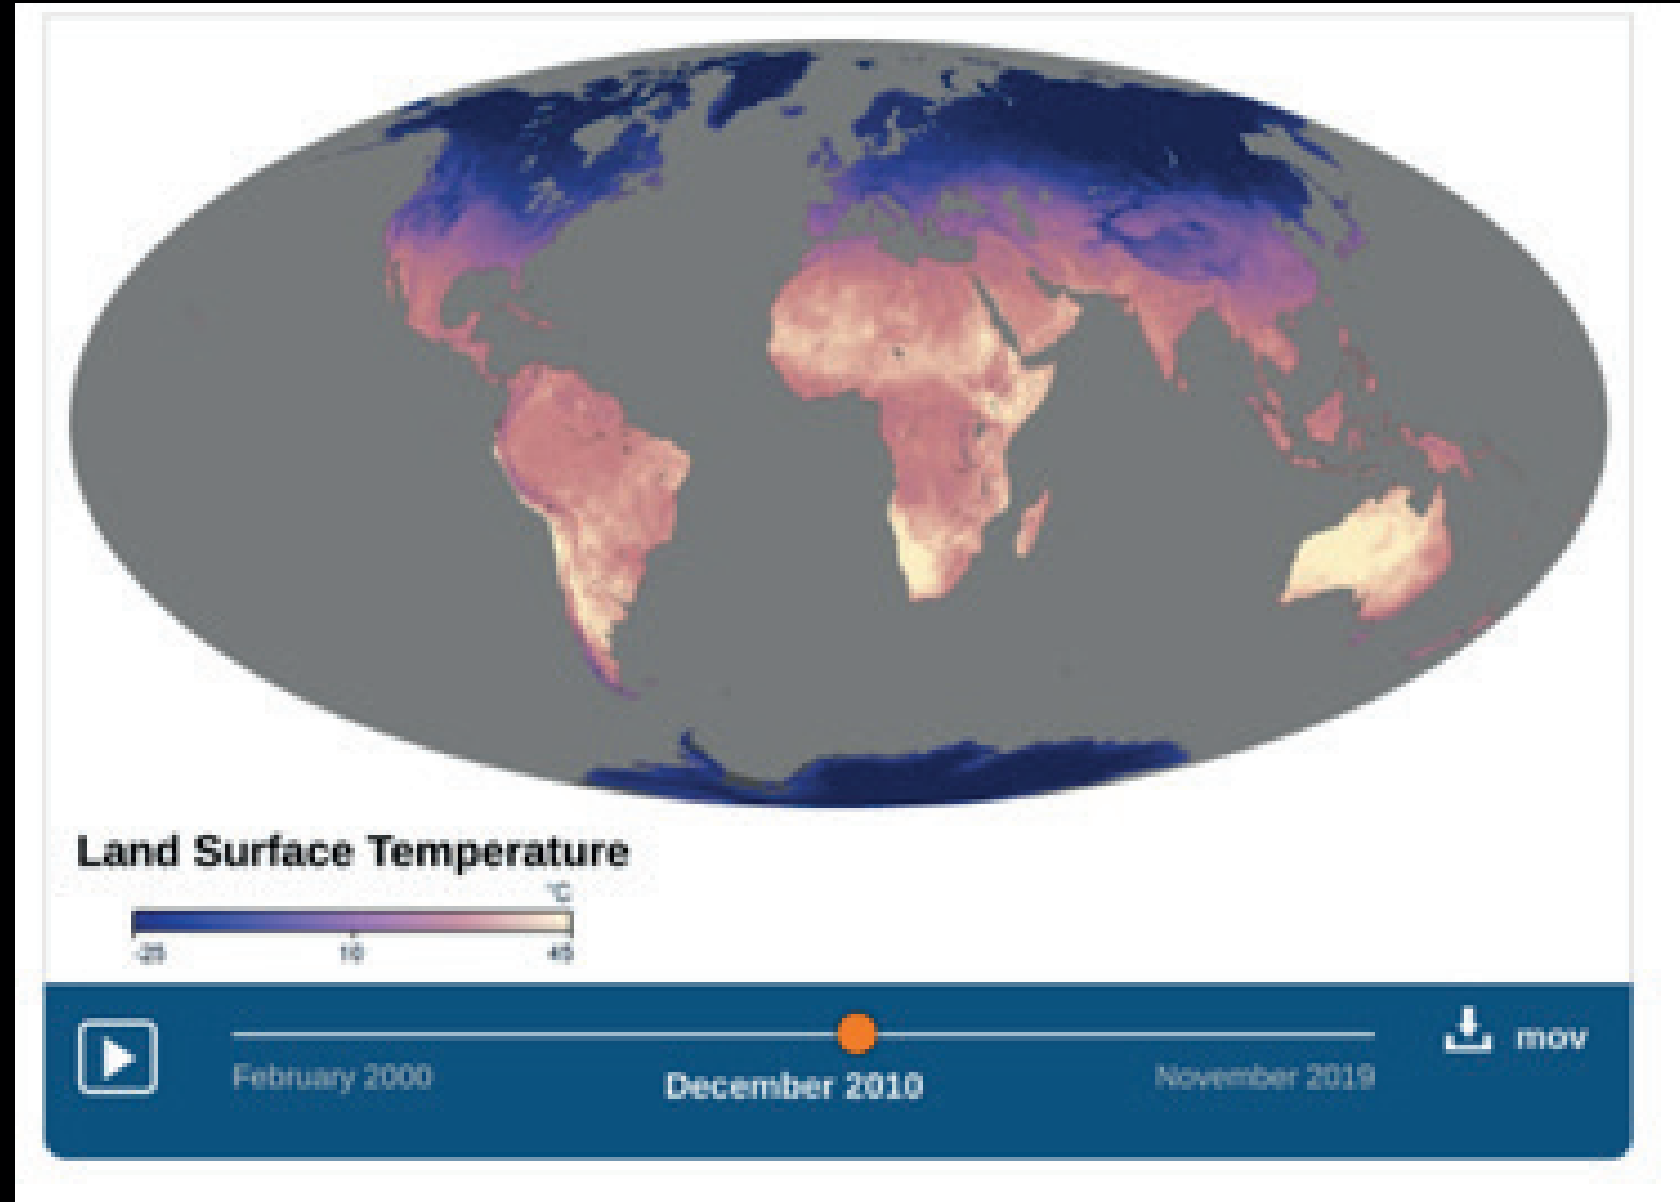 Land Surface Temperature
°C
-25 10 45
mov
February 2000 December 2010 November 2019